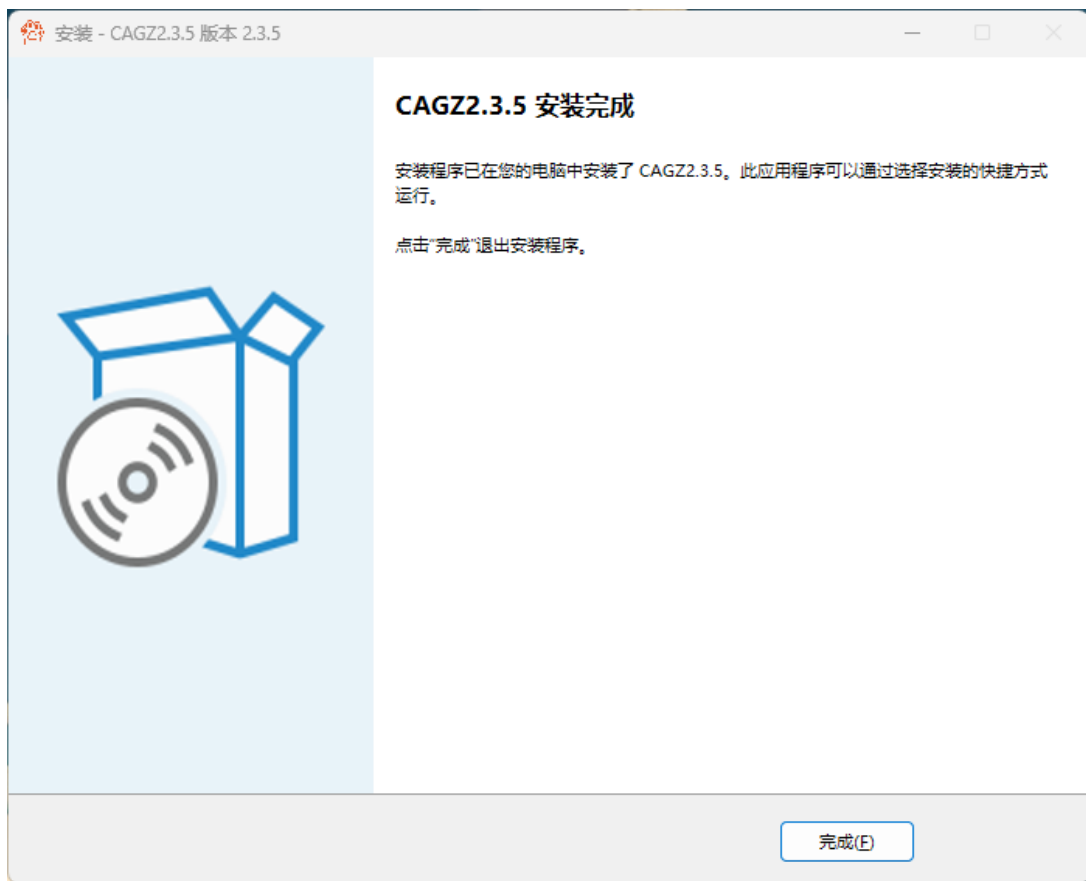 安装 - CAGZ2.3.5 版本 2.3.5
CAGZ2.3.5 安装完成
安装程序已在您的电脑中安装了 CAGZ2.3.5。此应用程序可以通过选择安装的快捷方式
运行。
点击“完成”退出安装程序。
完成(F)